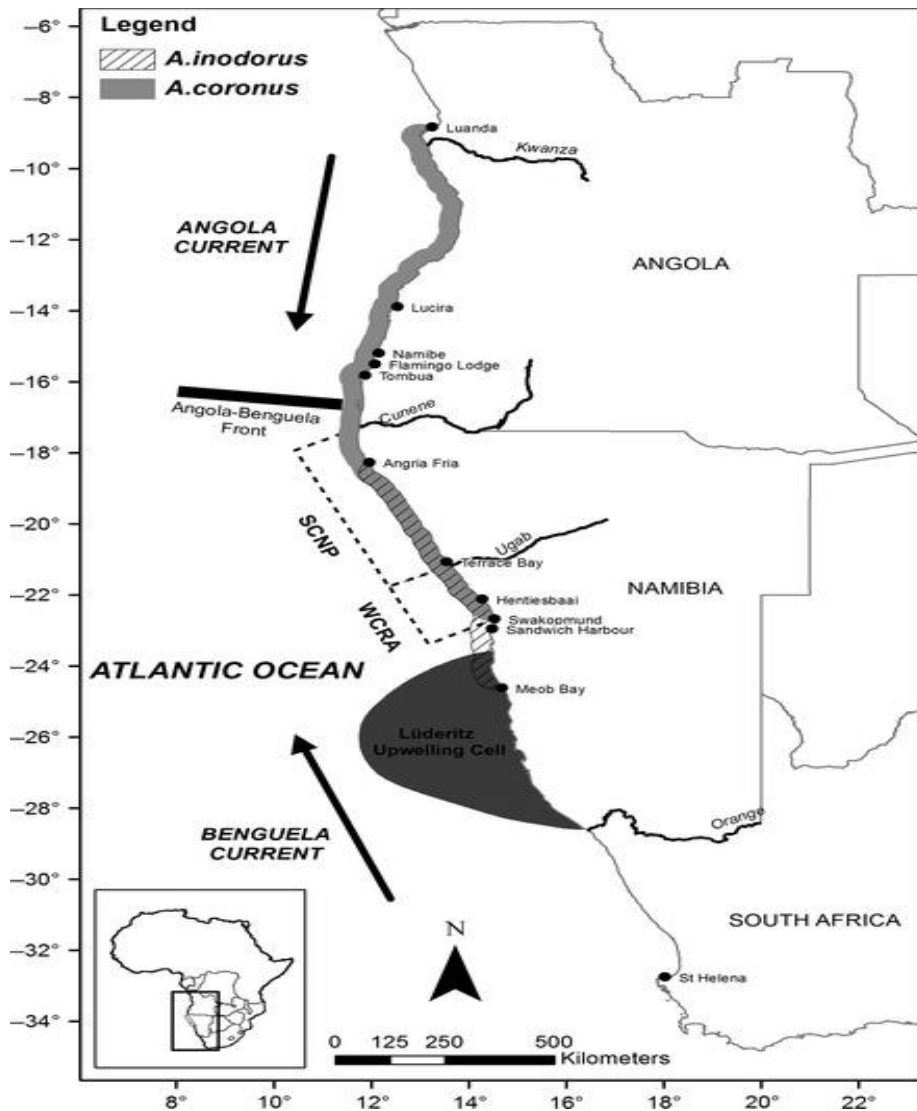 Legend
A.inodorus
A.coronus
–6°
–8°
–10°
–12°
–14°
–16°
–18°
–20°
–22°
–24°
–26°
–28°
–30°
–32°
–34°
Luanda
Kwanza
ANGOLA
CURRENT
ANGOLA
Lucira
Namibe
Flamingo Lodge
Tombua
Angola-Benguela
Front
Cunene
Angria Fria
SCNP
Ugab
Terrace Bay
NAMIBIA
Hentiesbaai
WCRA
Swakopmund
Sandwich Harbour
ATLANTIC OCEAN
Meob Bay
Lüderitz
Upwelling Cell
Orange
BENGUELA
CURRENT
SOUTH AFRICA
N
St Helena
0 125 250 500
Kilometers
8° 10° 12° 14° 16° 18° 20° 22°